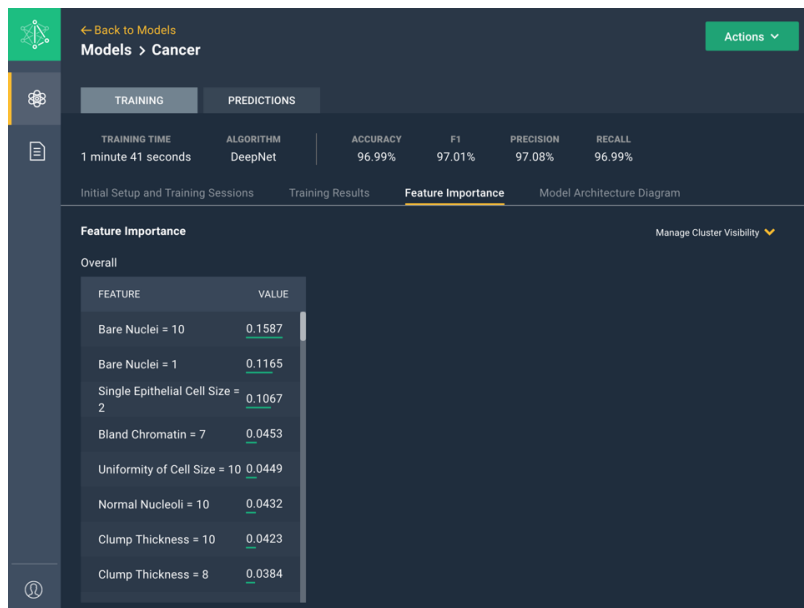 ← Back to Models
Models > Cancer
Actions
TRAINING PREDICTIONS
TRAINING TIME ALGORITHM ACCURACY F1 PRECISION RECALL
1 minute 41 seconds DeepNet 96.99% 97.01% 97.08% 96.99%
Initial Setup and Training Sessions Training Results Feature Importance Model Architecture Diagram
Feature Importance Manage Cluster Visibility
Overall
FEATURE VALUE
Bare Nuclei = 10 0.1587
Bare Nuclei = 1 0.1165
Single Epithelial Cell Size =
2 0.1067
Bland Chromatin = 7 0.0453
Uniformity of Cell Size = 10 0.0449
Normal Nucleoli = 10 0.0432
Clump Thickness = 10 0.0423
Clump Thickness = 8 0.0384